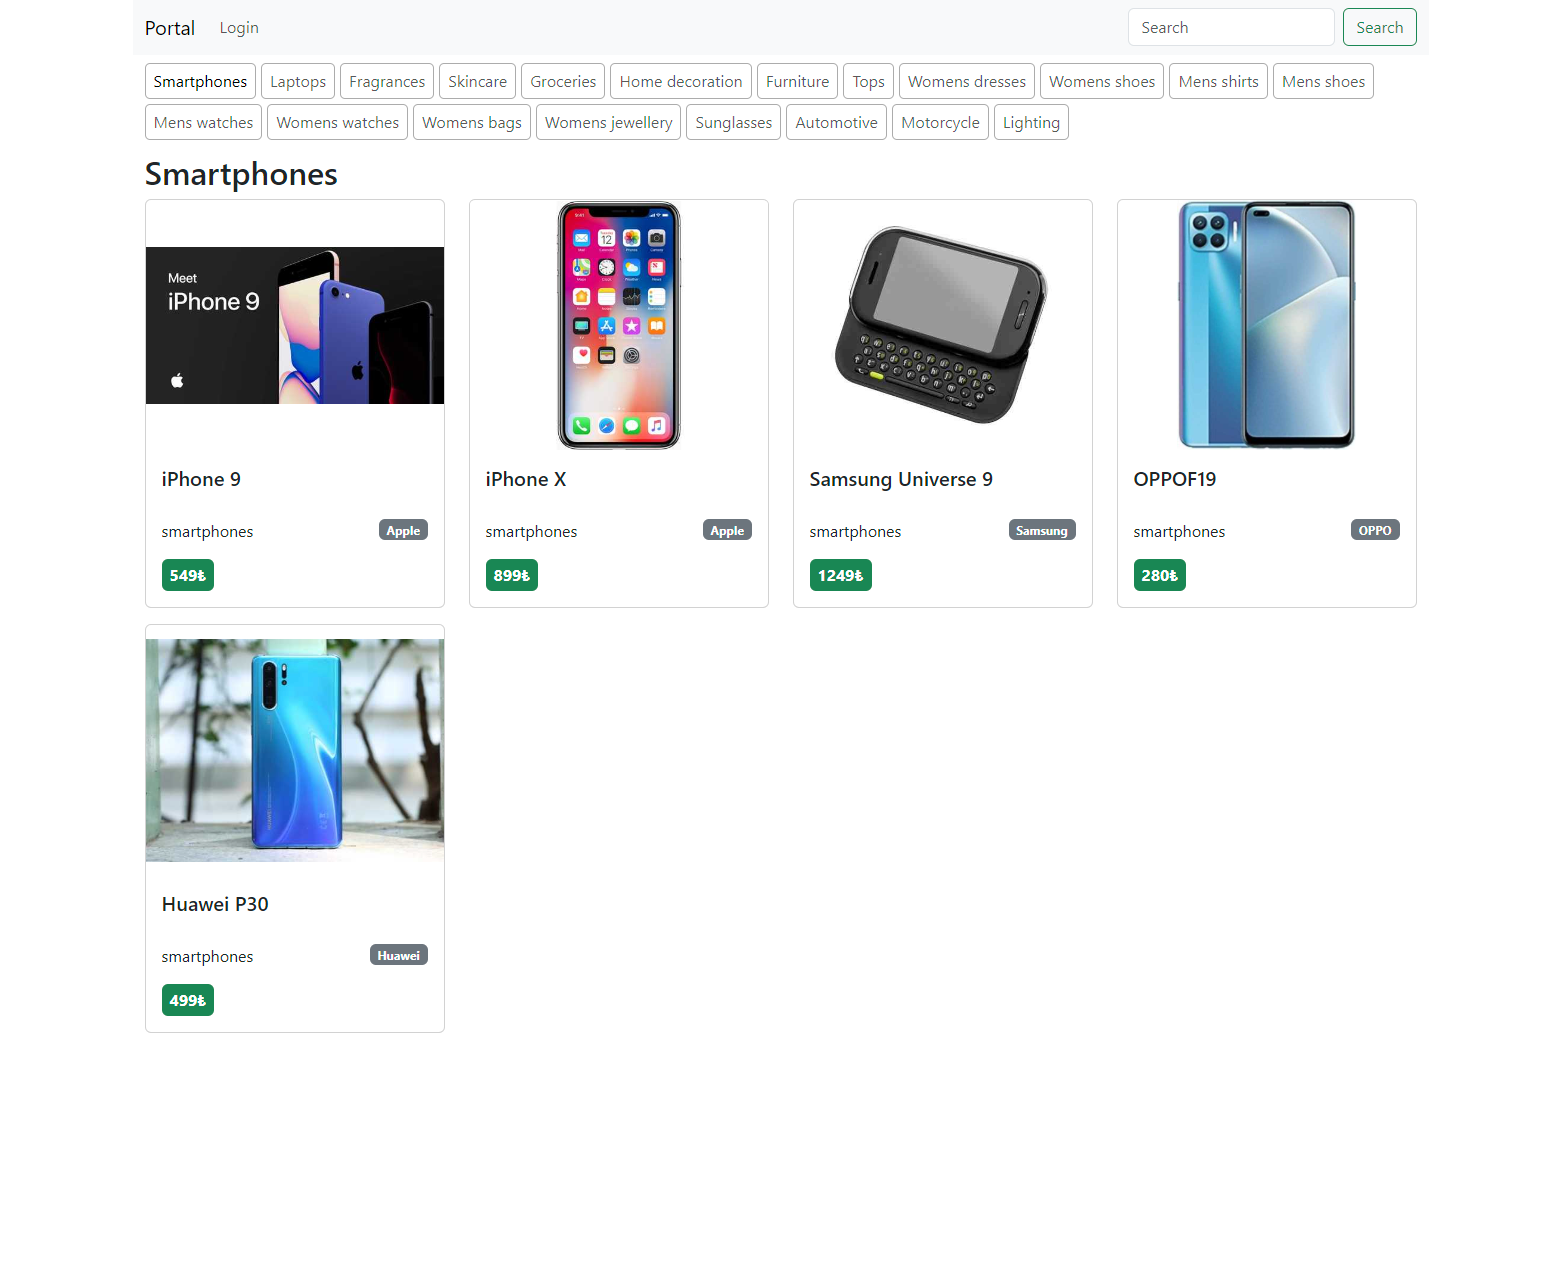 Portal Login Search Search
Smartphones Laptops Fragrances Skincare Groceries Home decoration Furniture Tops Womens dresses Womens shoes Mens shirts Mens shoes
Mens watches Womens watches Womens bags Womens jewellery Sunglasses Automotive Motorcycle Lighting
Smartphones
Meet
iPhone 9
iPhone 9
smartphones Apple
549₺
iPhone X
smartphones Apple
899₺
Samsung Universe 9
smartphones Samsung
1249₺
OPPOF19
smartphones OPPO
280₺
Huawei P30
smartphones Huawei
499₺